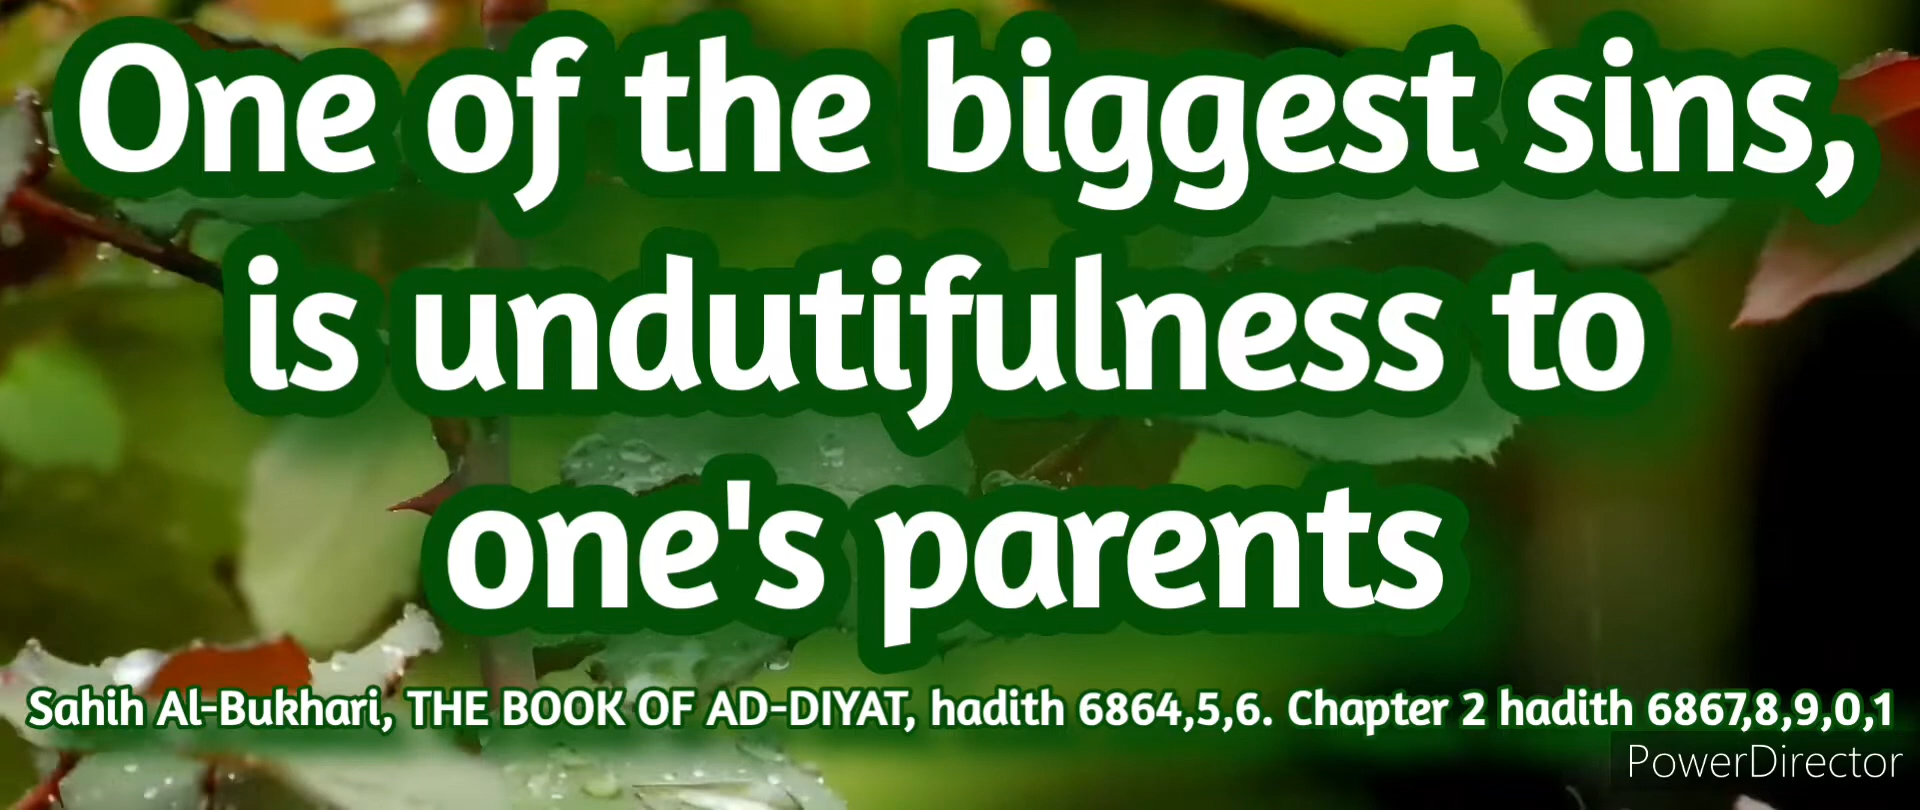 One of the biggest sins,
is undutifulness to
one's parents
Sahih Al-Bukhari, THE BOOK OF AD-DIYAT, hadith 6864,5,6. Chapter 2 hadith 6867,8,9,0,1
PowerDirector